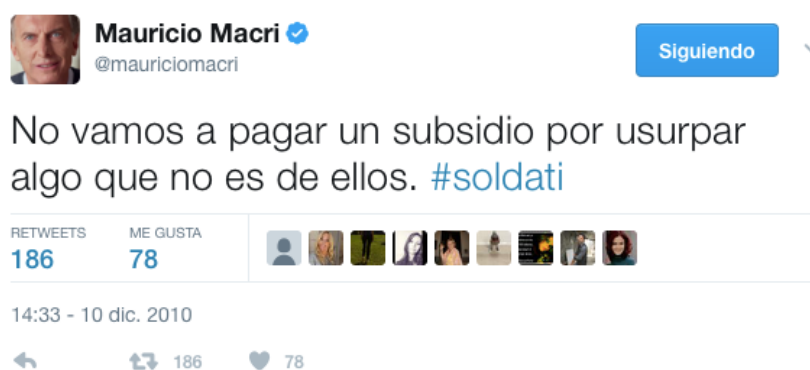 Mauricio Macri
@mauriciomacri
Siguiendo
No vamos a pagar un subsidio por usurpar
algo que no es de ellos. #soldati
RETWEETS ME GUSTA
186 78
14:33 - 10 dic. 2010
186 78